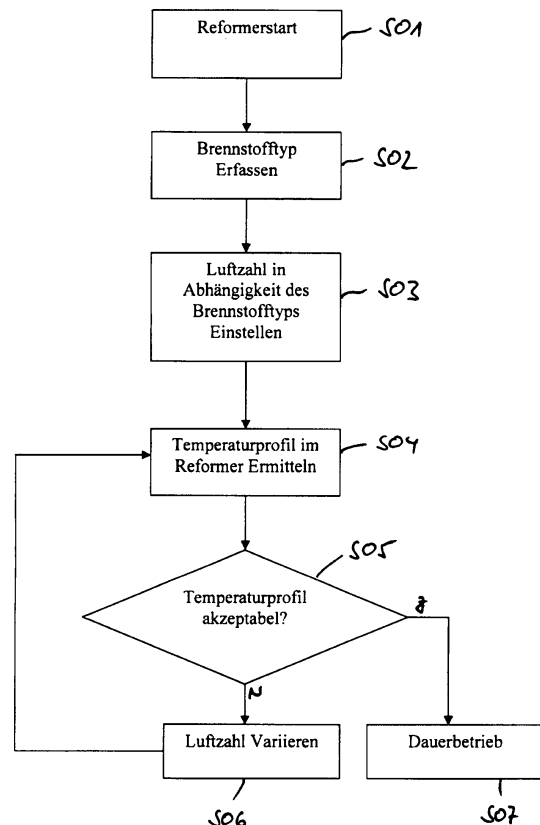 Reformerstart
S01
Brennstofftyp
Erfassen
S02
Luftzahl in
Abhängigkeit des
Brennstofftyps
Einstellen
S03
Temperaturprofil im
Reformer Ermitteln
S04
S05
Temperaturprofil
akzeptabel?
J
N
Luftzahl Variieren
S06
Dauerbetrieb
S07